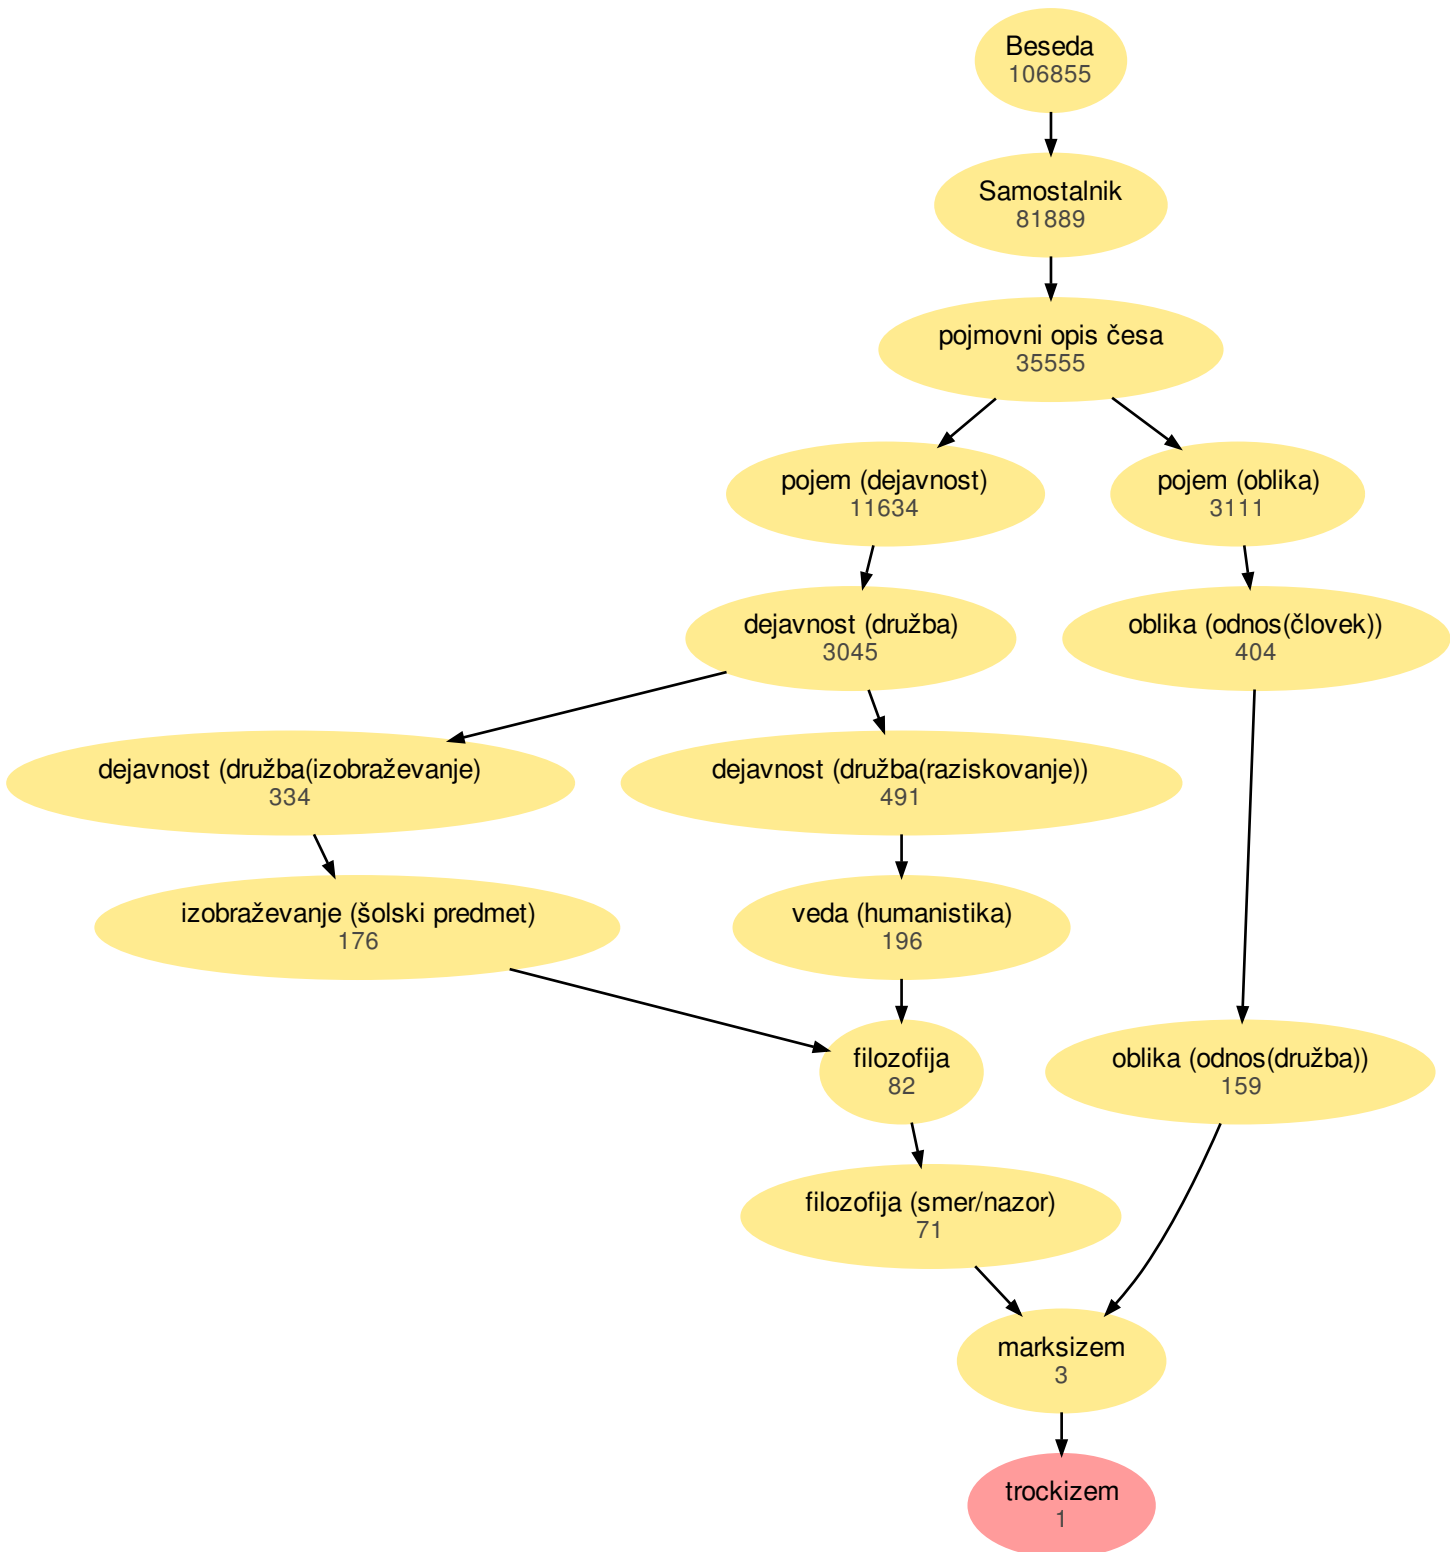 Beseda
106855
Samostalnik
81889
pojmovni opis česa
35555
pojem (dejavnost)
11634
pojem (oblika)
3111
dejavnost (družba)
3045
oblika (odnos(človek))
404
dejavnost (družba(izobraževanje)
334
dejavnost (družba(raziskovanje))
491
izobraževanje (šolski predmet)
176
veda (humanistika)
196
filozofija
82
oblika (odnos(družba))
159
filozofija (smer/nazor)
71
marksizem
3
trockizem
1